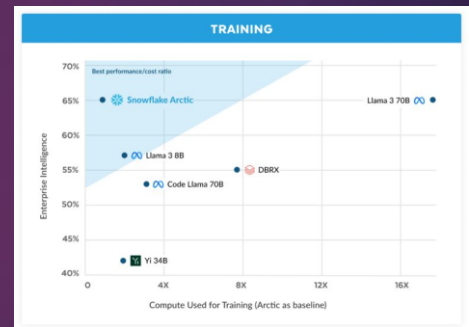 TRAINING
70%
Best performance/cost ratio
65%
Snowflake Arctic
Llama 3 70B
60%
Llama 3 8B
55%
DBRX
Code Llama 70B
50%
45%
Yi 34B
40%
Enterprise Intelligence
0 4X 8X 12X 16X
Compute Used for Training (Arctic as baseline)